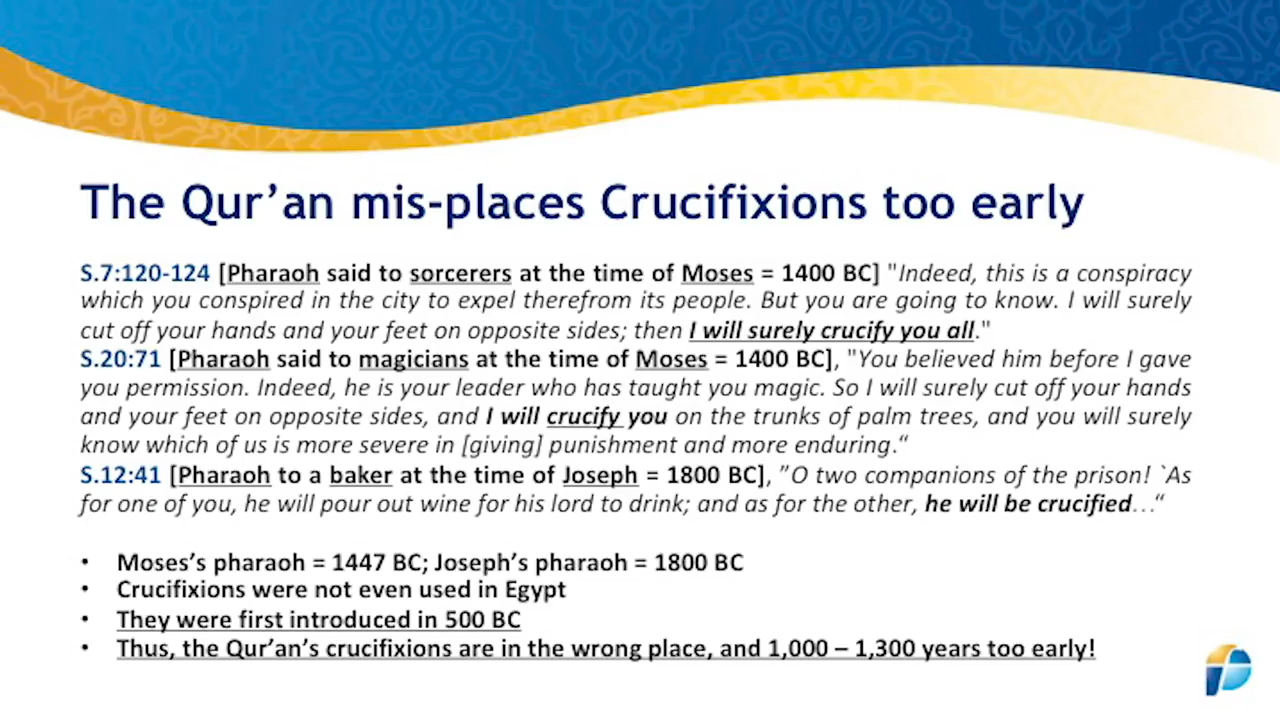 The Qur’an mis-places Crucifixions too early
S.7:120-124 [Pharaoh said to sorcerers at the time of Moses = 1400 BC] "Indeed, this is a conspiracy
which you conspired in the city to expel therefrom its people. But you are going to know. I will surely
cut off your hands and your feet on opposite sides; then I will surely crucify you all."
S.20:71 [Pharaoh said to magicians at the time of Moses = 1400 BC], "You believed him before I gave
you permission. Indeed, he is your leader who has taught you magic. So I will surely cut off your hands
and your feet on opposite sides, and I will crucify you on the trunks of palm trees, and you will surely
know which of us is more severe in [giving] punishment and more enduring.“
S.12:41 [Pharaoh to a baker at the time of Joseph = 1800 BC], ”O two companions of the prison! `As
for one of you, he will pour out wine for his lord to drink; and as for the other, he will be crucified…“
• Moses’s pharaoh = 1447 BC; Joseph’s pharaoh = 1800 BC
• Crucifixions were not even used in Egypt
• They were first introduced in 500 BC
• Thus, the Qur’an’s crucifixions are in the wrong place, and 1,000 – 1,300 years too early!